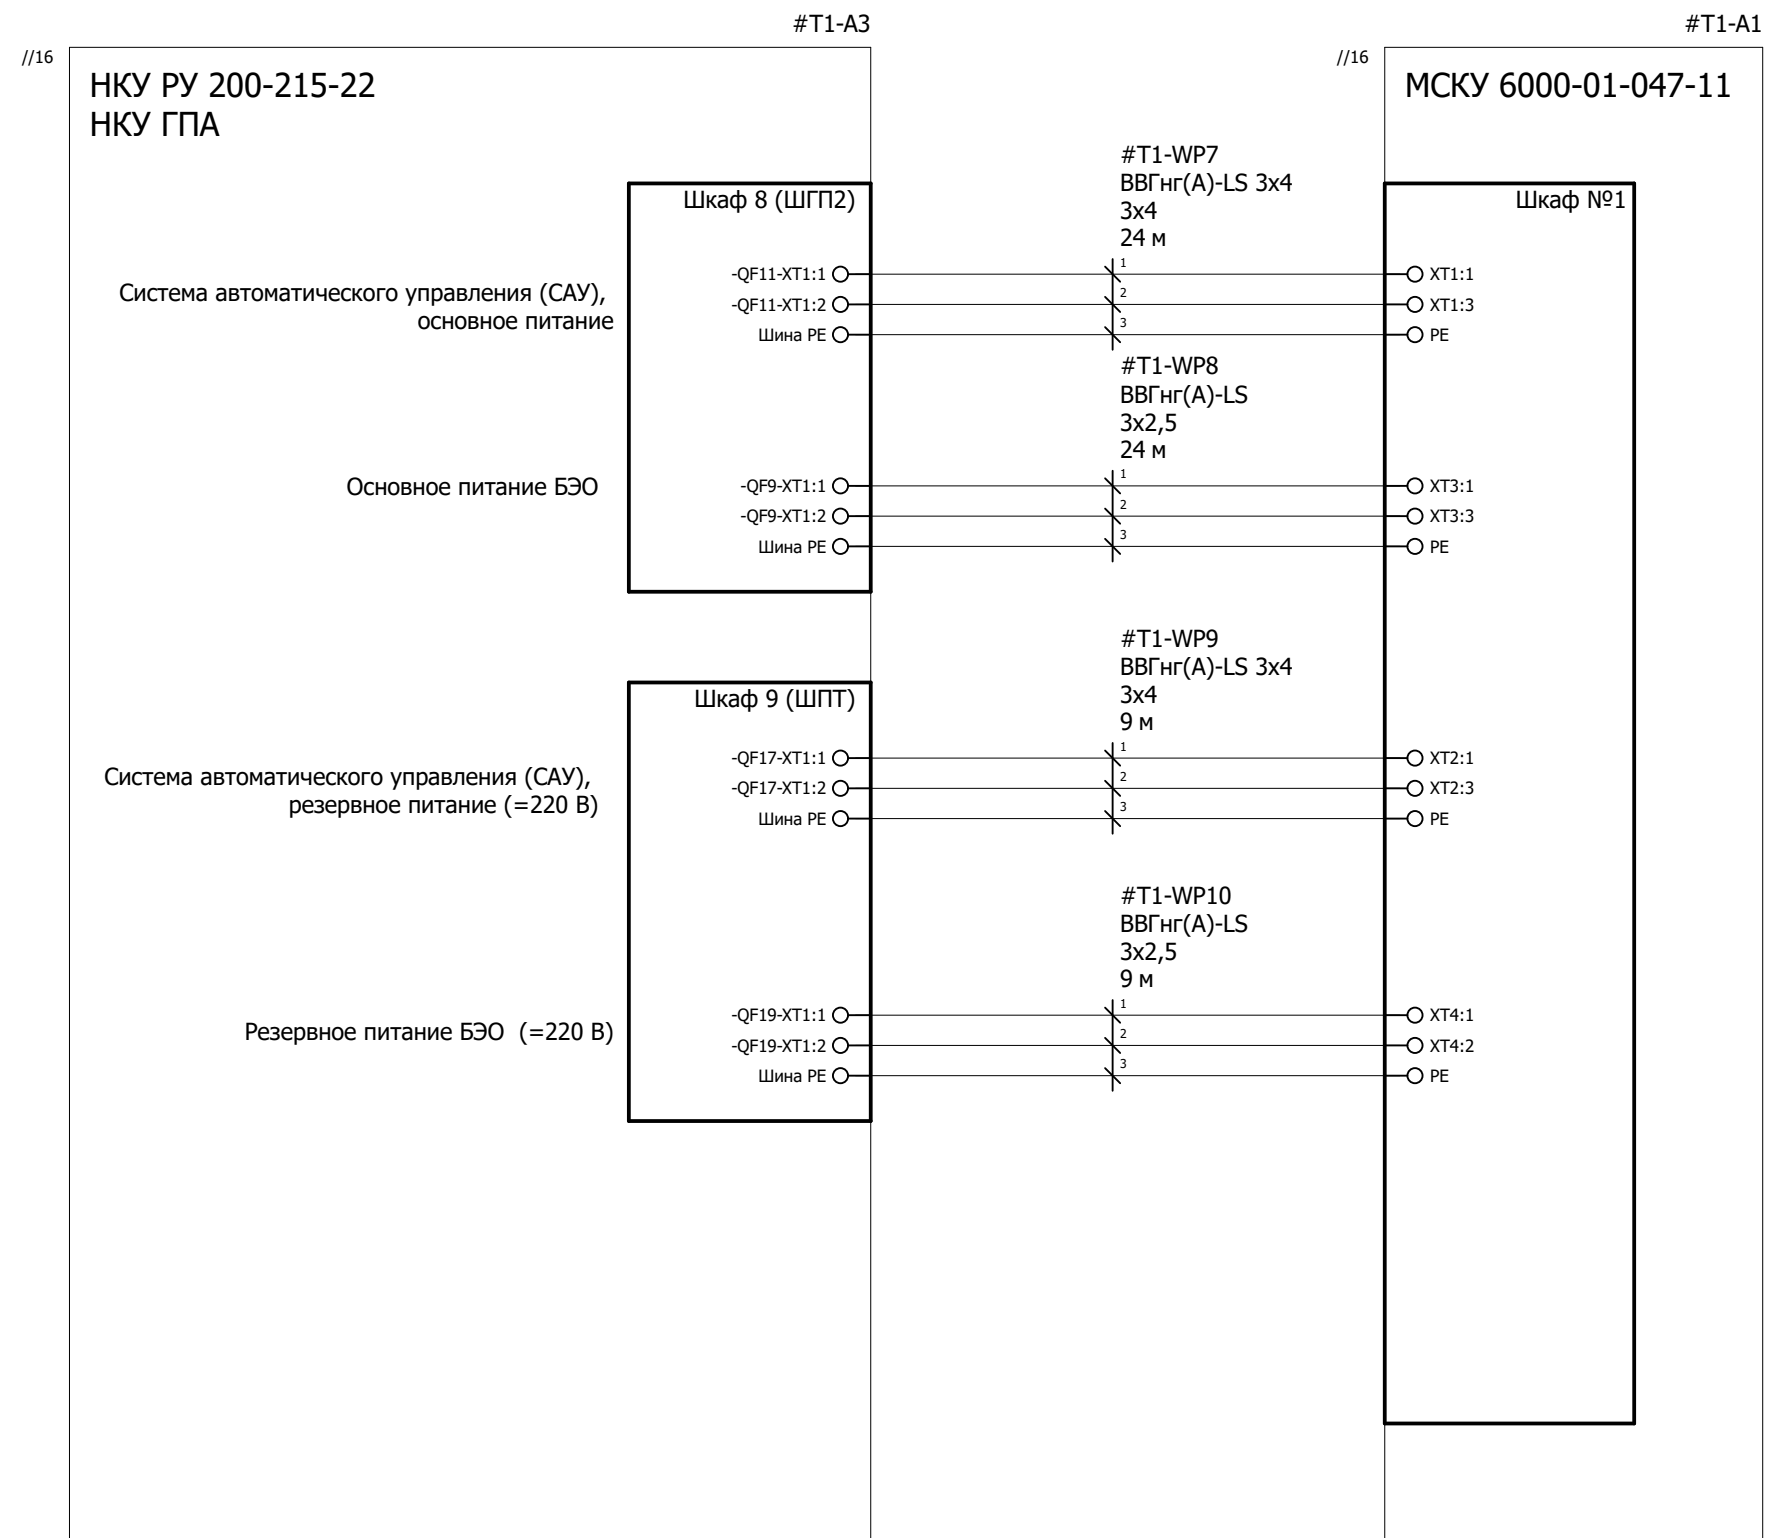 #T1-A3
#T1-A1
//16
//16
НКУ РУ 200-215-22
НКУ ГПА
МСКУ 6000-01-047-11
#T1-WP7
ВВГнг(A)-LS 3x4
3x4
24 м
Шкаф 8 (ШГП2)
Шкаф №1
Система автоматического управления (САУ),
основное питание
-QF11-XT1:1
1
XT1:1
-QF11-XT1:2
2
XT1:3
Шина PE
3
PE
#T1-WP8
ВВГнг(A)-LS
3x2,5
24 м
Основное питание БЭО
-QF9-XT1:1
1
XT3:1
-QF9-XT1:2
2
XT3:3
Шина PE
3
PE
#T1-WP9
ВВГнг(A)-LS 3x4
3x4
9 м
Шкаф 9 (ШПТ)
Система автоматического управления (САУ),
резервное питание (=220 В)
-QF17-XT1:1
1
XT2:1
-QF17-XT1:2
2
XT2:3
Шина PE
3
PE
#T1-WP10
ВВГнг(A)-LS
3x2,5
9 м
Резервное питание БЭО  (=220 В)
-QF19-XT1:1
1
XT4:1
-QF19-XT1:2
2
XT4:2
Шина PE
3
PE